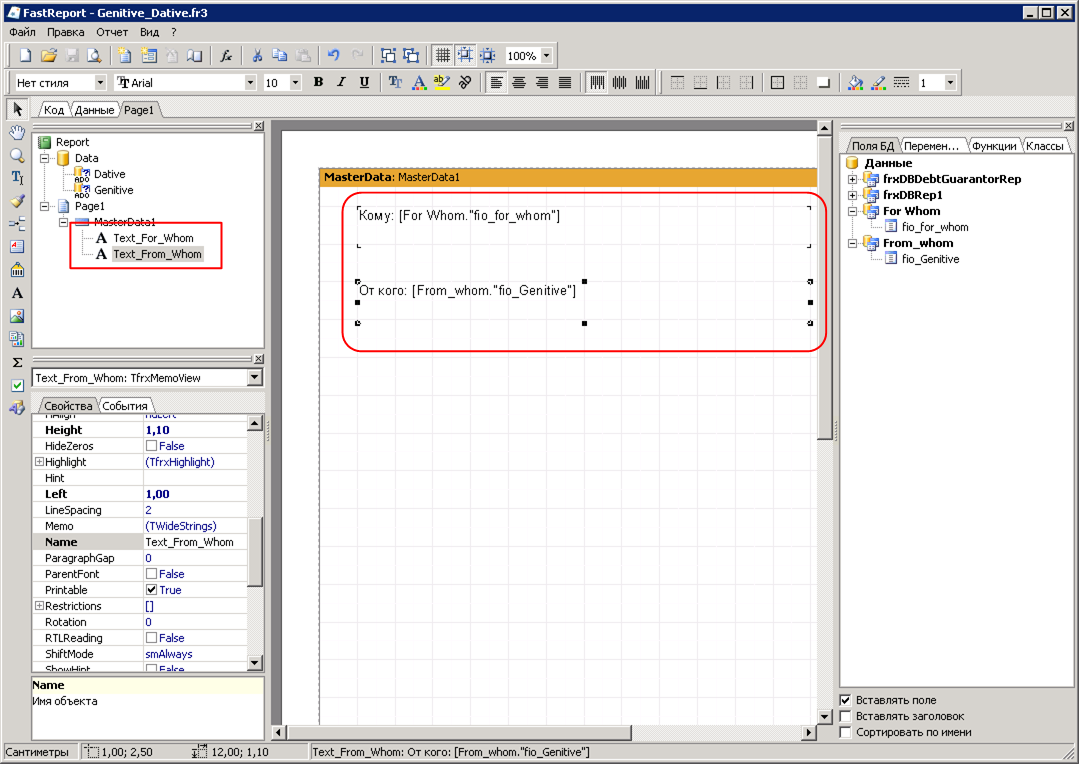 FastReport - Genitive_Dative.fr3
Файл Правка Отчет Вид ?
100%
Нет стиля Arial 10 B I U 1
Код Данные Page1
Report
Data
Dative
Genitive
Page1
MasterData1
Text_For_Whom
Text_From_Whom
Text_From_Whom: TfrxMemoView
Свойства События
HAlign haLeft
Height 1,10
HideZeros False
Highlight (TfrxHighlight)
Hint
Left 1,00
LineSpacing 2
Memo (TWideStrings)
Name Text_From_Whom
ParagraphGap 0
ParentFont False
Printable True
Restrictions []
Rotation 0
RTLReading False
ShiftMode smAlways
ShowHint False
Name
Имя объекта
MasterData: MasterData1
Кому: [For Whom."fio_for_whom"]
От кого: [From_whom."fio_Genitive"]
Поля БД Перемен... Функции Классы
Данные
frxDBDebtGuarantorRep
frxDBRep1
For Whom
fio_for_whom
From_whom
fio_Genitive
Вставлять поле
Вставлять заголовок
Сортировать по имени
Сантиметры 1,00; 2,50 12,00; 1,10 Text_From_Whom: От кого: [From_whom."fio_Genitive"]